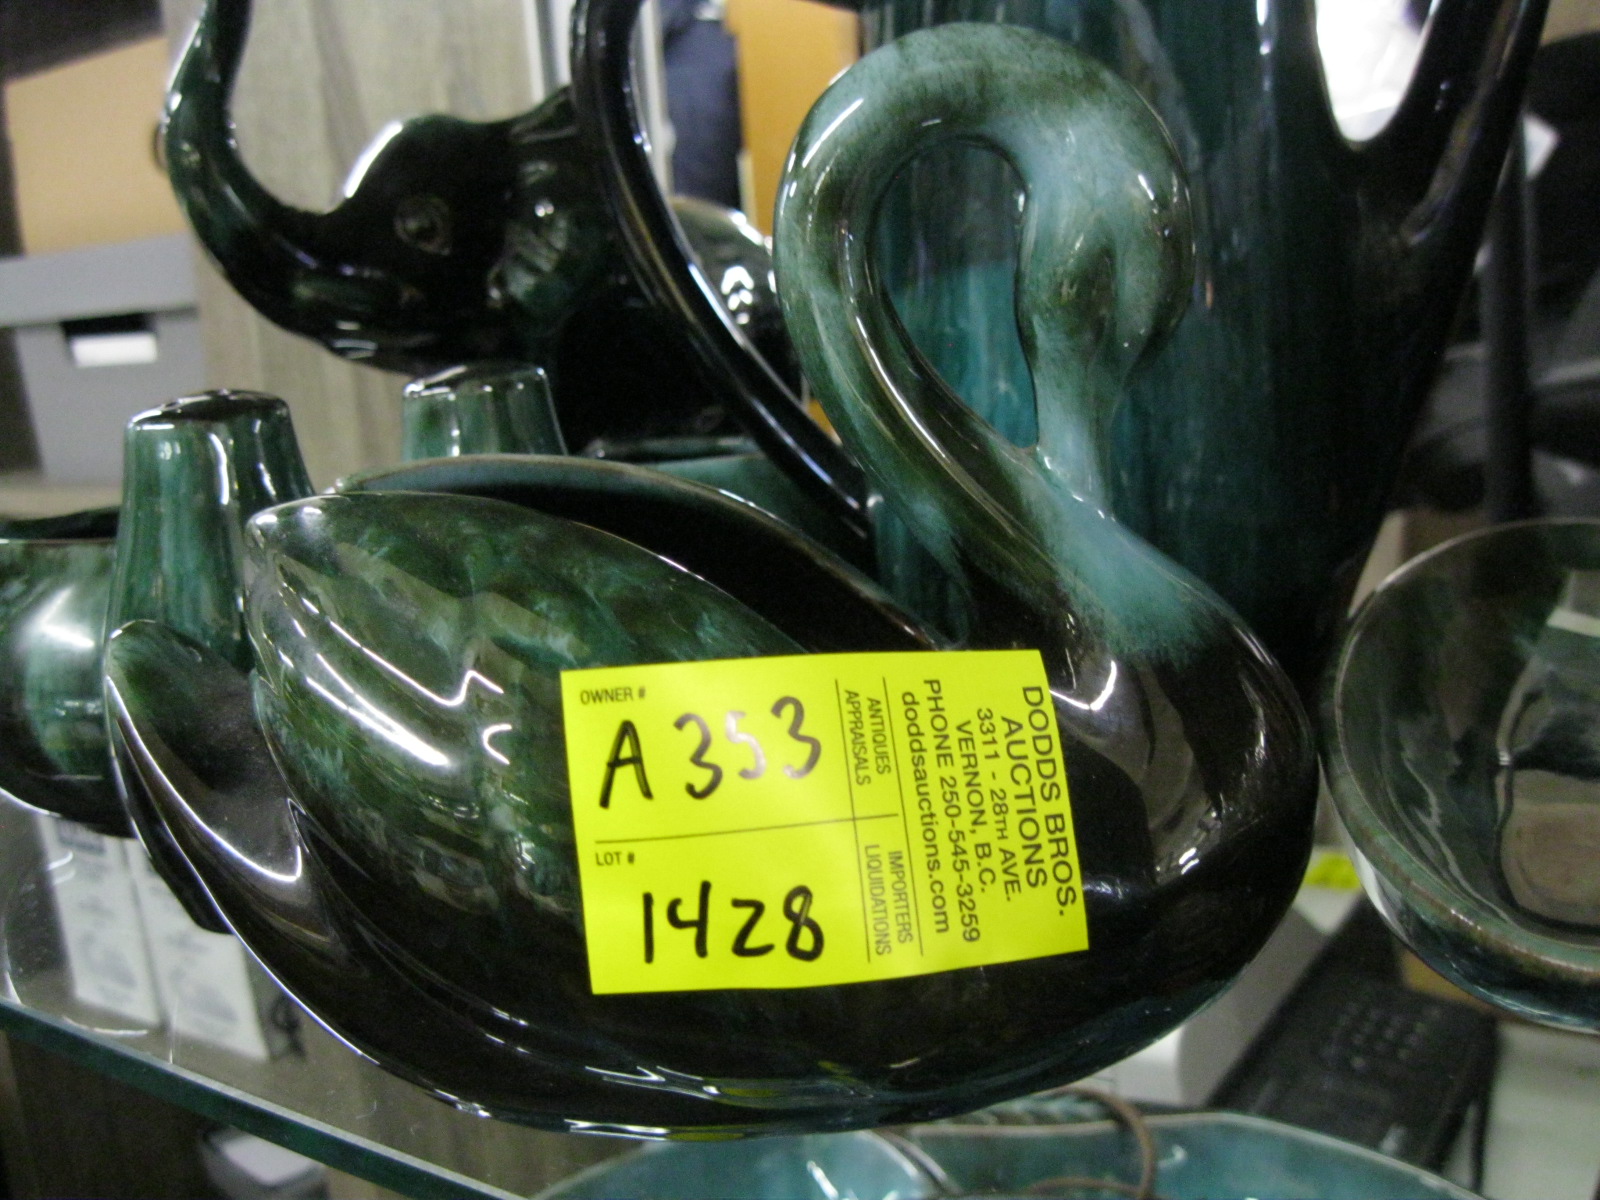 OWNER #
A353
LOT #
1428
ANTIQUES
APPRAISALS
IMPORTERS
LIQUIDATIONS
DODDS BROS.
AUCTIONS
3311 - 28TH AVE.
VERNON, B.C.
PHONE 250-545-3259
doddsauctions.com